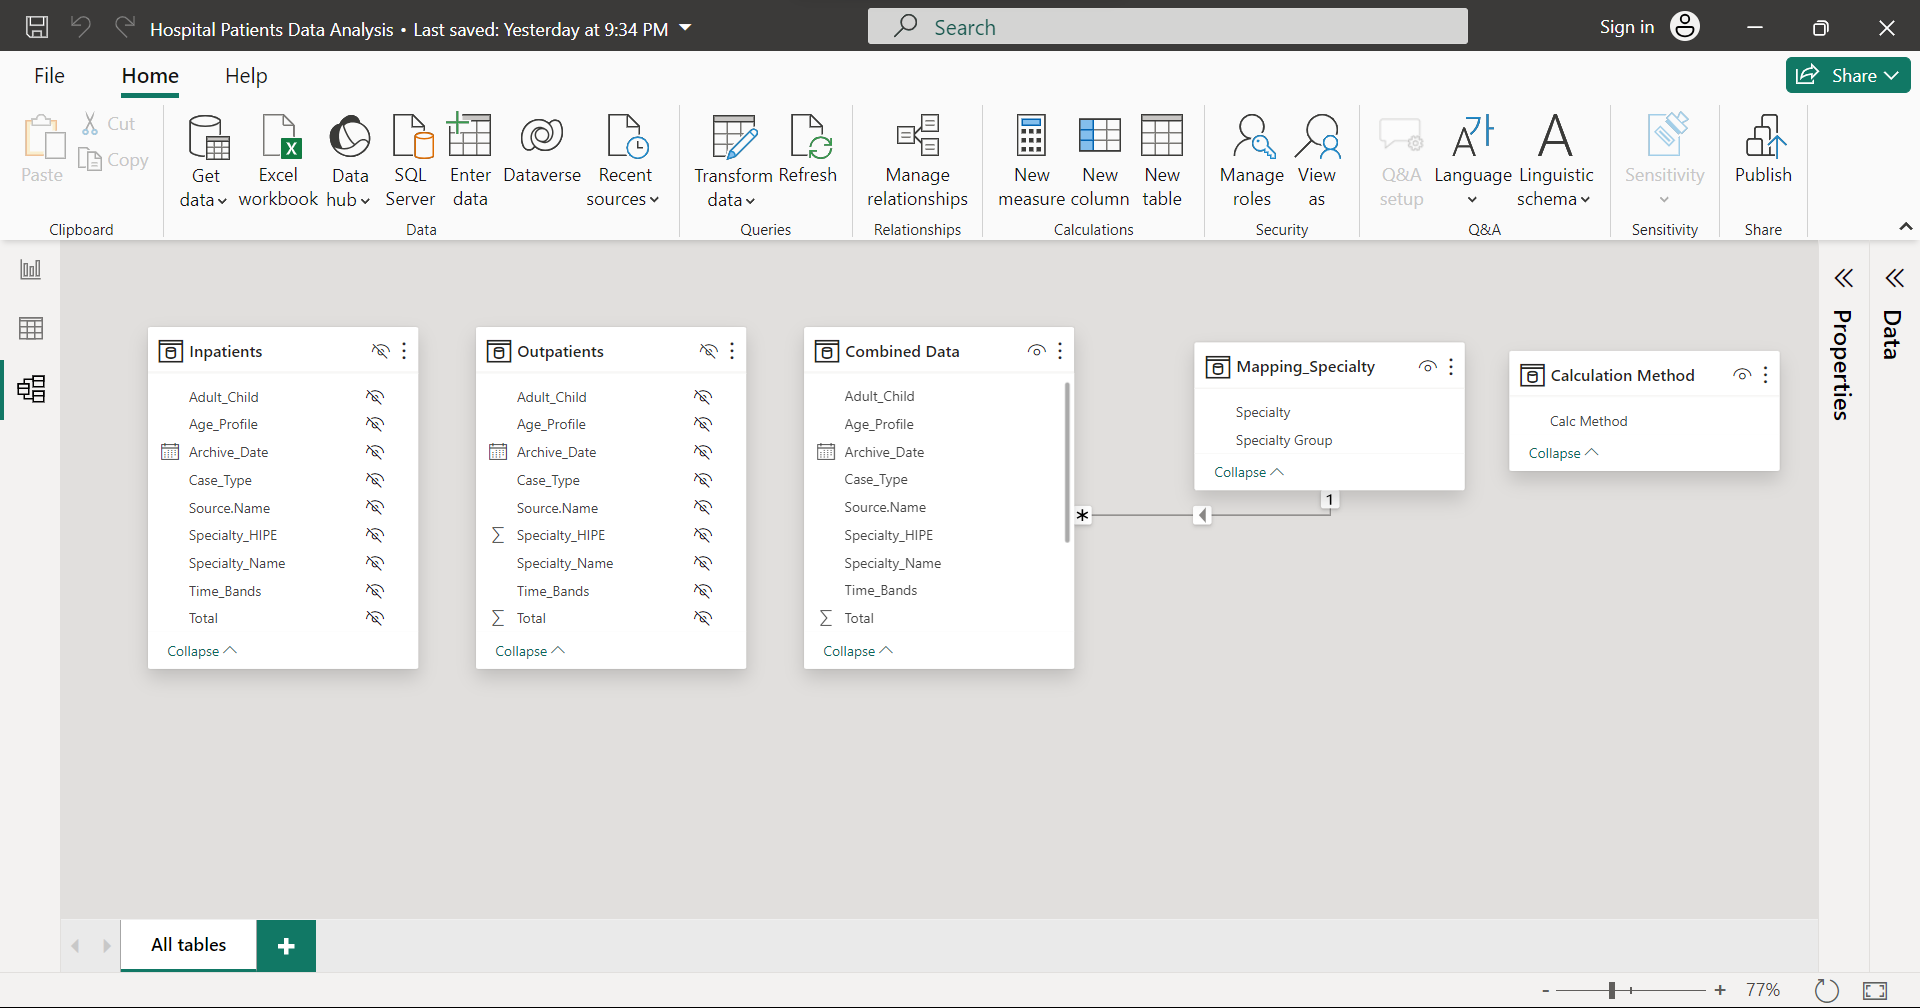 Hospital Patients Data Analysis • Last saved: Yesterday at 9:34 PM
Search
Sign in
File
Home
Help
Share
Paste
Cut
Copy
Clipboard
Get data
Excel workbook
Data hub
SQL Server
Enter data
Dataverse
Recent sources
Data
Transform data
Refresh
Queries
Manage relationships
Relationships
New measure
New column
New table
Calculations
Manage roles
View as
Security
Q&A setup
Language
Linguistic schema
Q&A
Sensitivity
Sensitivity
Publish
Share
Inpatients
Adult_Child
Age_Profile
Archive_Date
Case_Type
Source.Name
Specialty_HIPE
Specialty_Name
Time_Bands
Total
Collapse
Outpatients
Adult_Child
Age_Profile
Archive_Date
Case_Type
Source.Name
∑ Specialty_HIPE
Specialty_Name
Time_Bands
∑ Total
Collapse
Combined Data
Adult_Child
Age_Profile
Archive_Date
Case_Type
Source.Name
Specialty_HIPE
Specialty_Name
Time_Bands
∑ Total
Collapse
*
1
Mapping_Specialty
Specialty
Specialty Group
Collapse
Calculation Method
Calc Method
Collapse
Properties
Data
All tables
+
- + 77%